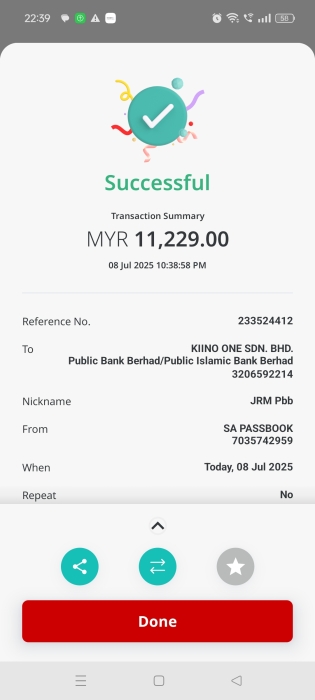 22:39
58
Successful
Transaction Summary
MYR 11,229.00
08 Jul 2025 10:38:58 PM
Reference No. 233524412
To KIINO ONE SDN. BHD.
Public Bank Berhad/Public Islamic Bank Berhad
3206592214
Nickname JRM Pbb
From SA PASSBOOK
7035742959
When Today, 08 Jul 2025
Repeat No
Done